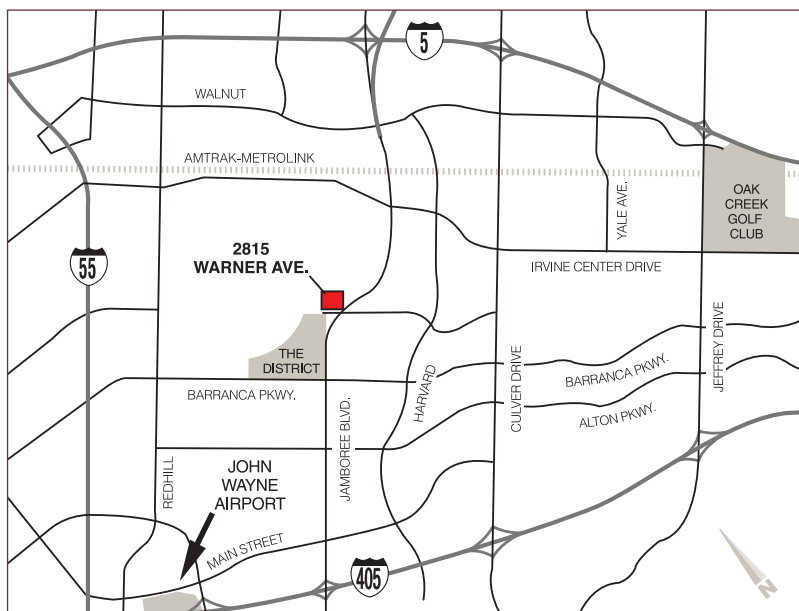 5
WALNUT
AMTRAK-METROLINK
YALE AVE.
OAK
CREEK
GOLF
CLUB
55
2815
WARNER AVE.
IRVINE CENTER DRIVE
THE
DISTRICT
JEFFREY DRIVE
HARVARD
CULVER DRIVE
BARRANCA PKWY.
BARRANCA PKWY.
ALTON PKWY.
JAMBOREE BLVD.
REDHILL
JOHN
WAYNE
AIRPORT
MAIN STREET
405
N